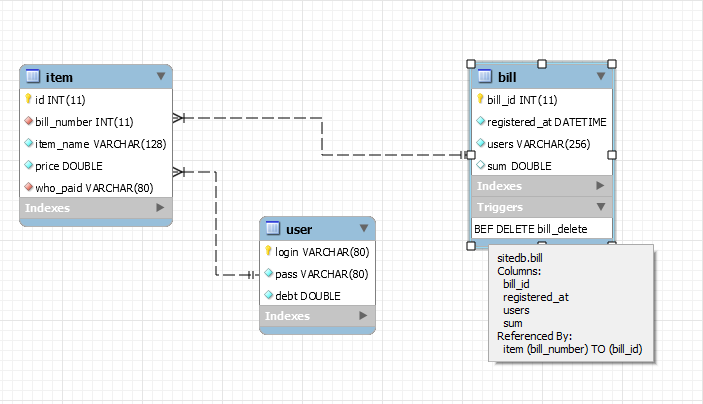 item
id INT(11)
bill_number INT(11)
item_name VARCHAR(128)
price DOUBLE
who_paid VARCHAR(80)
Indexes
user
login VARCHAR(80)
pass VARCHAR(80)
debt DOUBLE
Indexes
bill
bill_id INT(11)
registered_at DATETIME
users VARCHAR(256)
sum DOUBLE
Indexes
Triggers
BEF DELETE bill_delete
sitedb.bill
Columns:
bill_id
registered_at
users
sum
Referenced By:
item (bill_number) TO (bill_id)